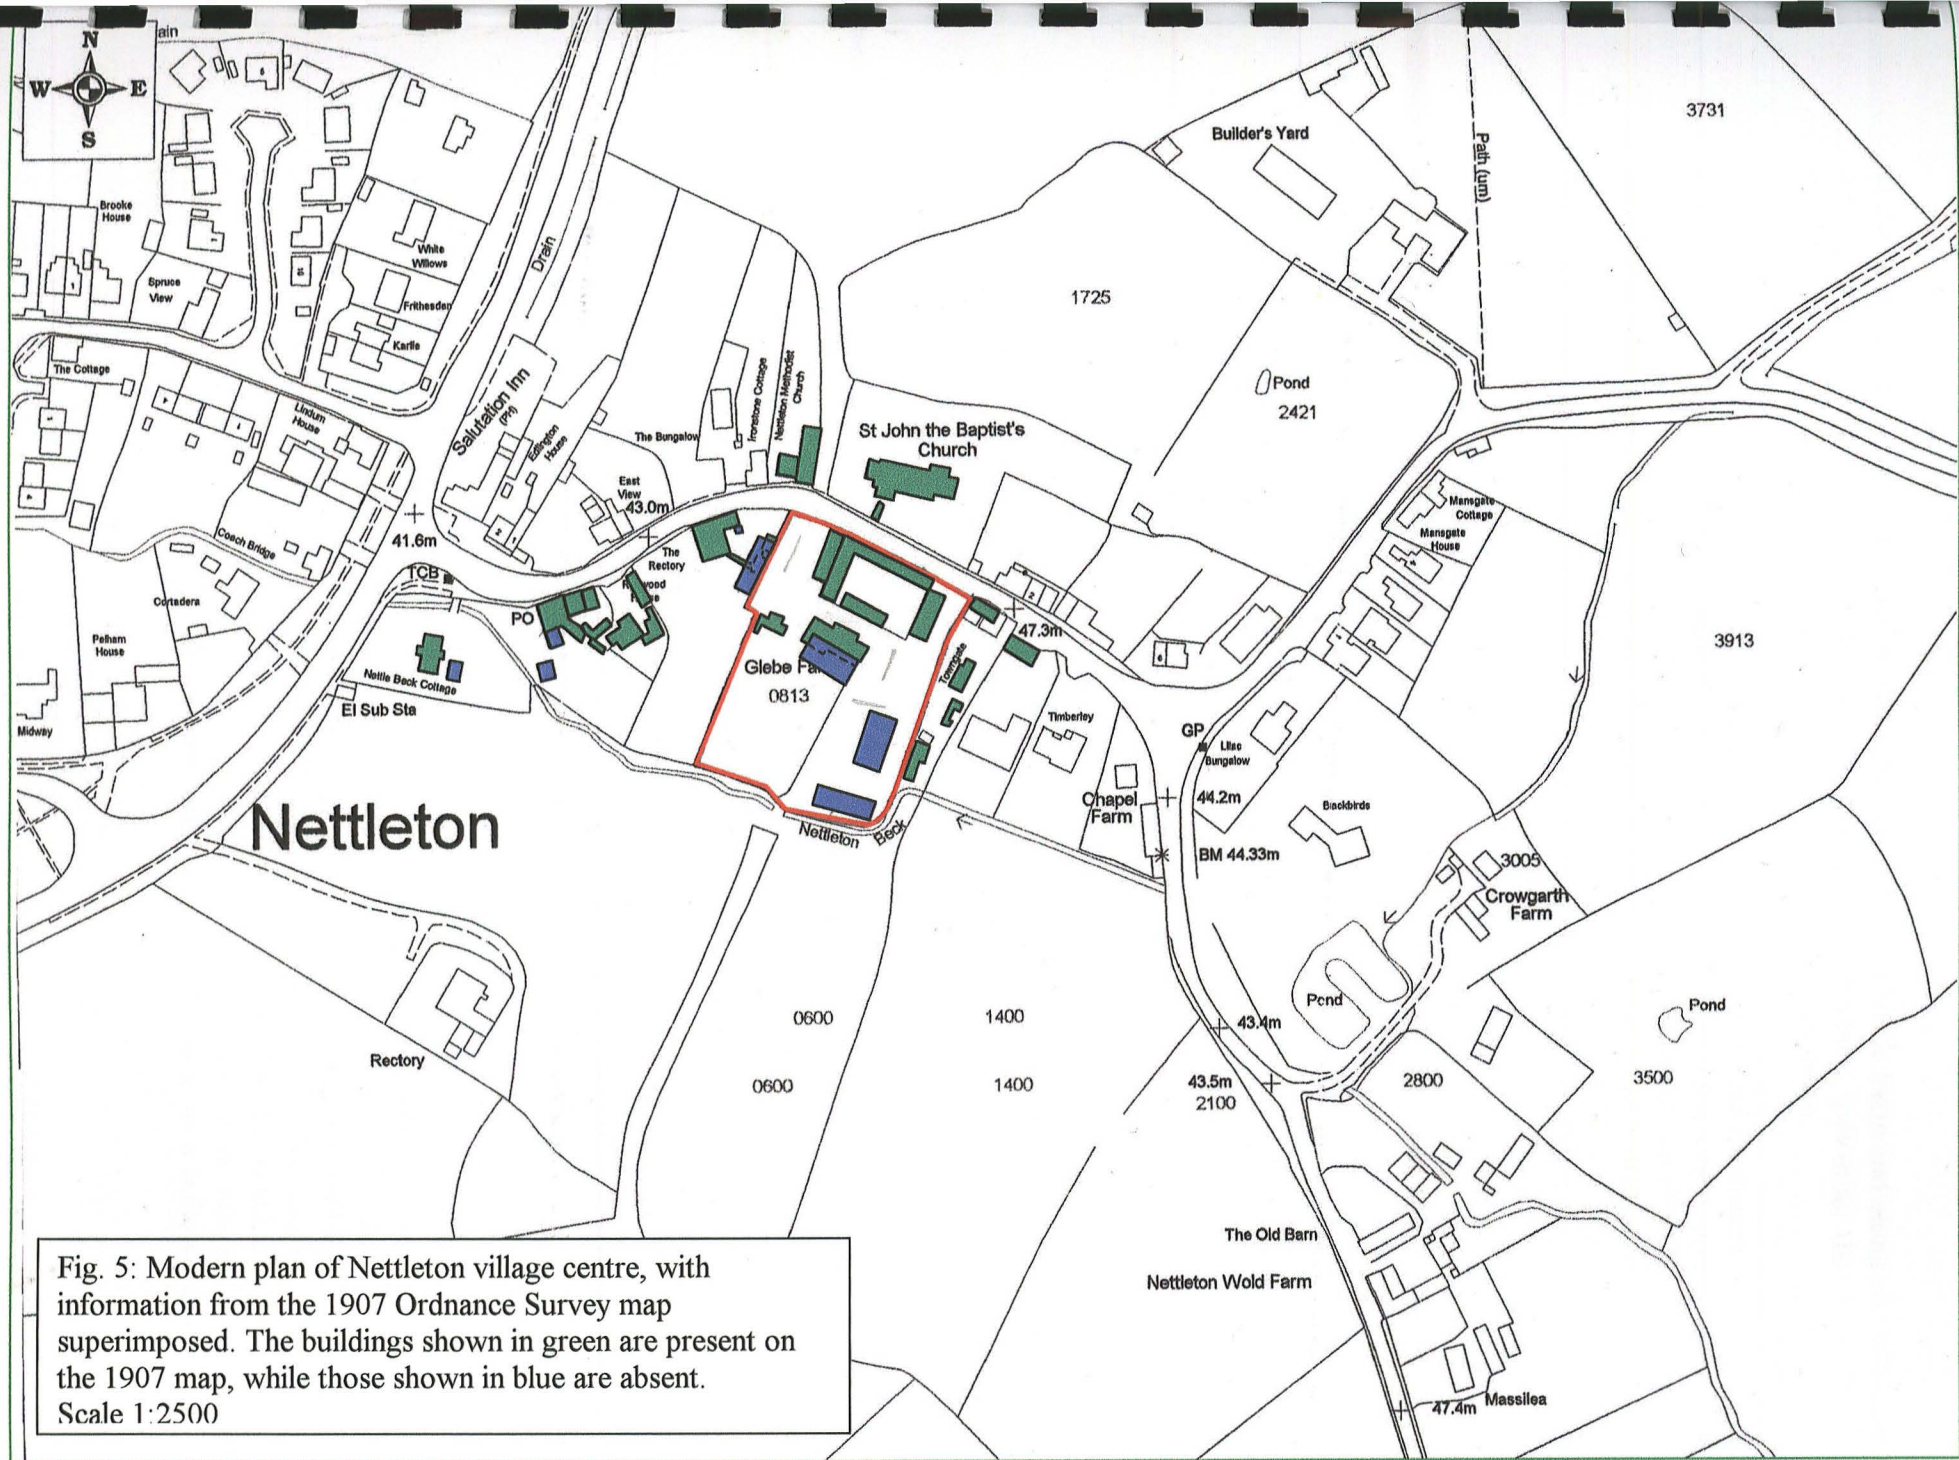 N
W E
S
ain
Brooke
House
Spruce
View
White
Willows
Frithesden
Karlie
Drain
Builder's Yard
Path (um)
3731
1725
Pond
2421
The Cottage
Lindum
House
Salutation Inn
(PH)
Edlington
House
The Bungalow
Ironstone Cottage
Nettleton Methodist
Church
St John the Baptist's
Church
East
View
43.0m
41.6m
Coach Bridge
TCB
The
Rectory
PO
Cortadera
Pelham
House
Nettle Beck Cottage
El Sub Sta
Midway
Glebe Fa
0813
47.3m
Towngate
Timberley
Mansgate
Cottage
Mansgate
House
3913
GP
Lilac
Bungalow
44.2m
Chapel
Farm
BM 44.33m
Blackbirds
Nettleton Beck
Nettleton
3005
Crowgarth
Farm
Pond
43.4m
Pond
0600
1400
0600
1400
43.5m
2100
2800
3500
Rectory
The Old Barn
Nettleton Wold Farm
Massilea
47.4m
Fig. 5: Modern plan of Nettleton village centre, with
information from the 1907 Ordnance Survey map
superimposed. The buildings shown in green are present on
the 1907 map, while those shown in blue are absent.
Scale 1:2500